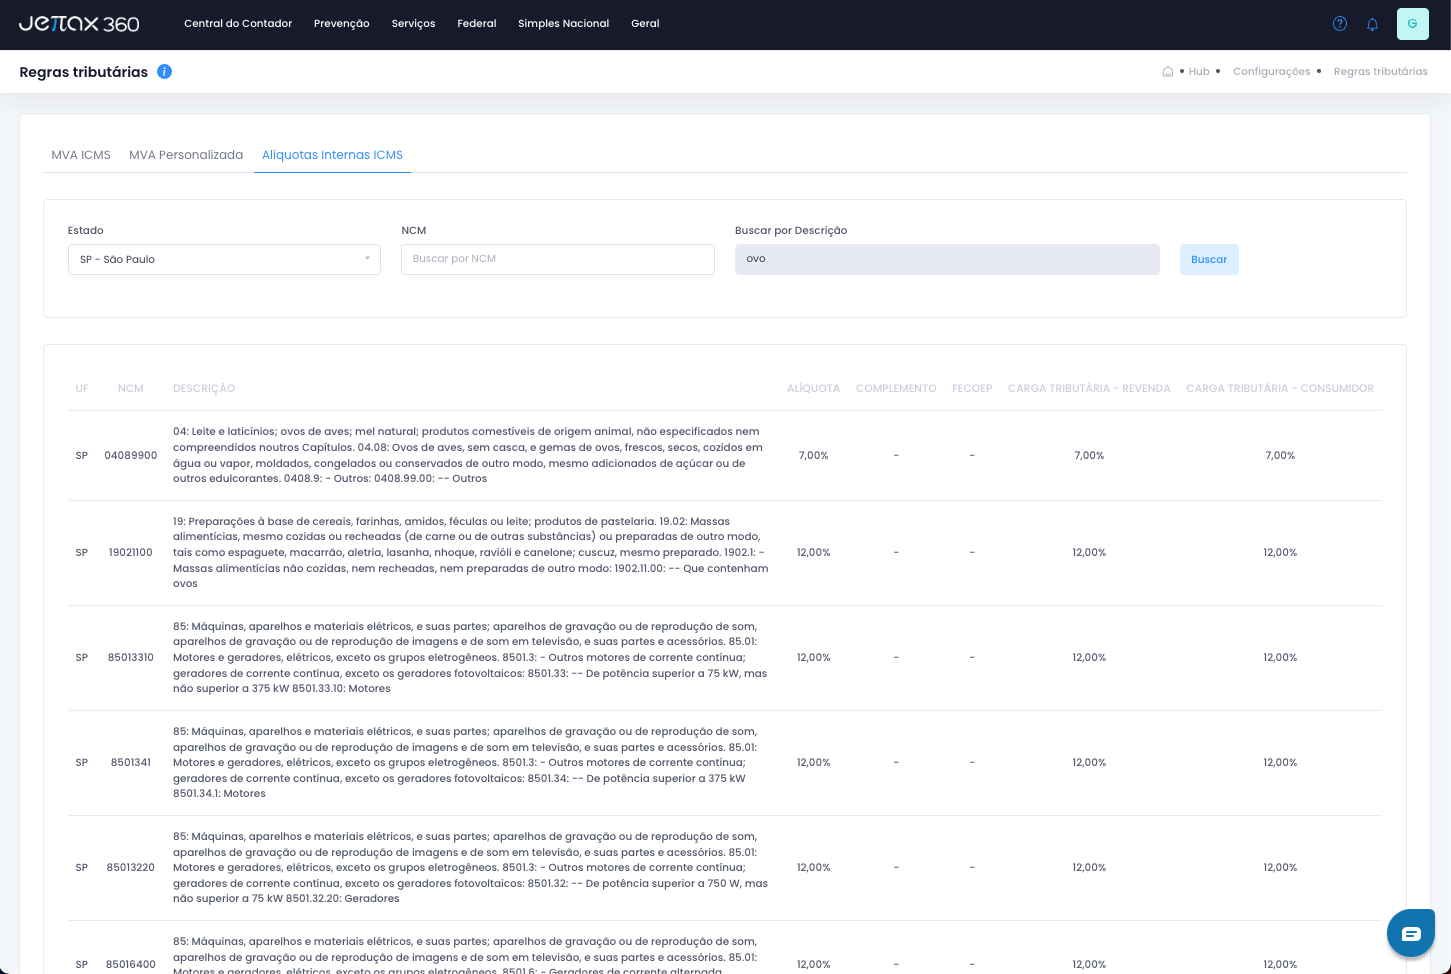 JETTAX 360
Central do Contador Prevenção Serviços Federal Simples Nacional Geral
? G
Regras tributárias i
Hub Configurações Regras tributárias
MVA ICMS MVA Personalizada Alíquotas Internas ICMS
Estado NCM Buscar por Descrição
SP - São Paulo Buscar por NCM ovo Buscar
UF NCM DESCRIÇÃO ALÍQUOTA COMPLEMENTO FECOEP CARGA TRIBUTÁRIA - REVENDA CARGA TRIBUTÁRIA - CONSUMIDOR
04: Leite e laticínios; ovos de aves; mel natural; produtos comestíveis de origem animal, não especificados nem
compreendidos noutros Capítulos. 04.08: Ovos de aves, sem casca, e gemas de ovos, frescos, secos, cozidos em
SP 04089900 7,00% - - 7,00% 7,00%
água ou vapor, moldados, congelados ou conservados de outro modo, mesmo adicionados de açúcar ou de
outros edulcorantes. 0408.9: - Outros: 0408.99.00: -- Outros
19: Preparações à base de cereais, farinhas, amidos, féculas ou leite; produtos de pastelaria. 19.02: Massas
alimentícias, mesmo cozidas ou recheadas (de carne ou de outras substâncias) ou preparadas de outro modo,
SP 19021100 tais como espaguete, macarrão, aletria, lasanha, nhoque, ravióli e canelone; cuscuz, mesmo preparado. 1902.1: - 12,00% - - 12,00% 12,00%
Massas alimentícias não cozidas, nem recheadas, nem preparadas de outro modo: 1902.11.00: -- Que contenham
ovos
85: Máquinas, aparelhos e materiais elétricos, e suas partes; aparelhos de gravação ou de reprodução de som,
aparelhos de gravação ou de reprodução de imagens e de som em televisão, e suas partes e acessórios. 85.01:
SP 85013310 Motores e geradores, elétricos, exceto os grupos eletrogêneos. 8501.3: - Outros motores de corrente contínua; 12,00% - - 12,00% 12,00%
geradores de corrente contínua, exceto os geradores fotovoltaicos: 8501.33: -- De potência superior a 75 kW, mas
não superior a 375 kW 8501.33.10: Motores
85: Máquinas, aparelhos e materiais elétricos, e suas partes; aparelhos de gravação ou de reprodução de som,
aparelhos de gravação ou de reprodução de imagens e de som em televisão, e suas partes e acessórios. 85.01:
SP 8501341 Motores e geradores, elétricos, exceto os grupos eletrogêneos. 8501.3: - Outros motores de corrente contínua; 12,00% - - 12,00% 12,00%
geradores de corrente contínua, exceto os geradores fotovoltaicos: 8501.34: -- De potência superior a 375 kW
8501.34.1: Motores
85: Máquinas, aparelhos e materiais elétricos, e suas partes; aparelhos de gravação ou de reprodução de som,
aparelhos de gravação ou de reprodução de imagens e de som em televisão, e suas partes e acessórios. 85.01:
SP 85013220 Motores e geradores, elétricos, exceto os grupos eletrogêneos. 8501.3: - Outros motores de corrente contínua; 12,00% - - 12,00% 12,00%
geradores de corrente contínua, exceto os geradores fotovoltaicos: 8501.32: -- De potência superior a 750 W, mas
não superior a 75 kW 8501.32.20: Geradores
85: Máquinas, aparelhos e materiais elétricos, e suas partes; aparelhos de gravação ou de reprodução de som,
aparelhos de gravação ou de reprodução de imagens e de som em televisão, e suas partes e acessórios. 85.01:
SP 85016400 12,00% - - 12,00% 12,00%
Motores e geradores, elétricos, exceto os grupos eletrogêneos. 8501.6: - Geradores de corrente alternada